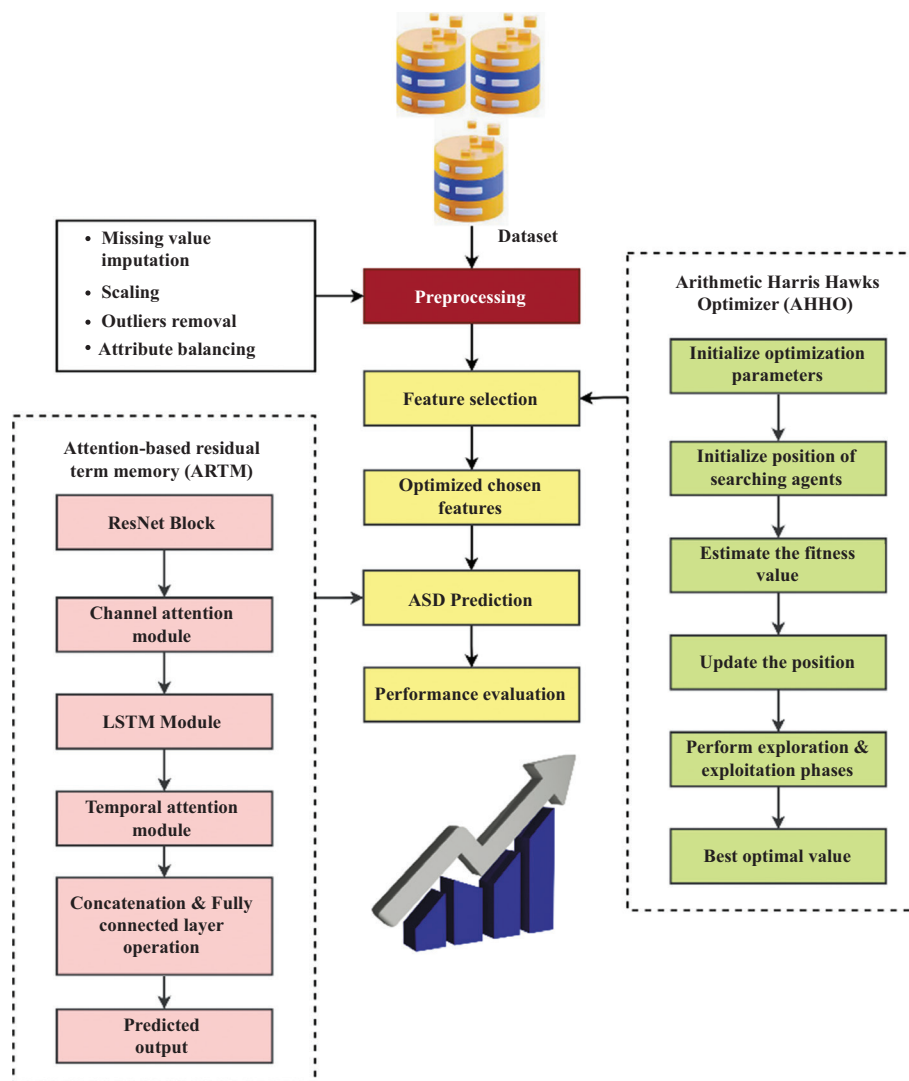 Dataset
• Missing value
imputation
• Scaling
• Outliers removal
• Attribute balancing
Preprocessing
Feature selection
Optimized chosen
features
ASD Prediction
Performance evaluation
Attention-based residual
term memory (ARTM)
ResNet Block
Channel attention
module
LSTM Module
Temporal attention
module
Concatenation & Fully
connected layer
operation
Predicted
output
Arithmetic Harris Hawks
Optimizer (AHHO)
Initialize optimization
parameters
Initialize position of
searching agents
Estimate the fitness
value
Update the position
Perform exploration &
exploitation phases
Best optimal value